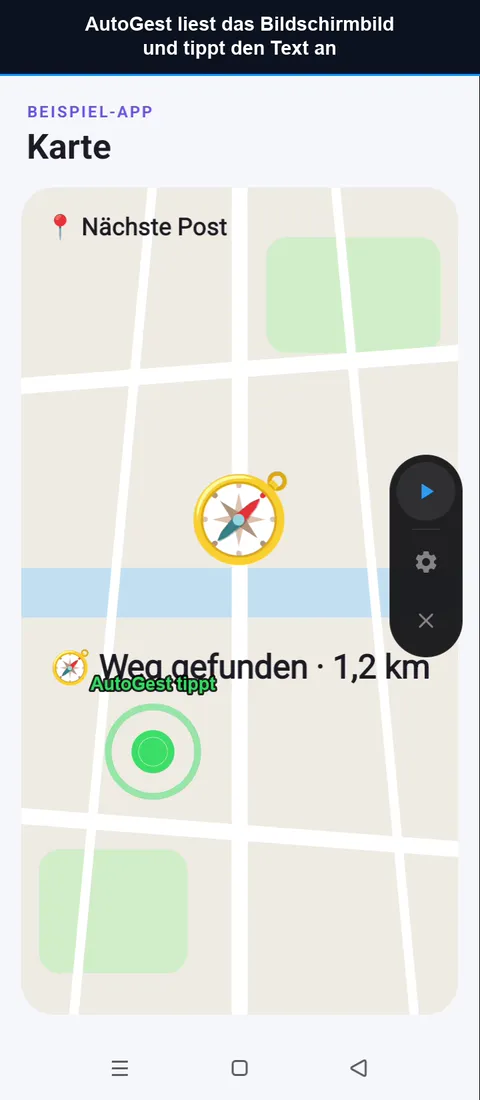 AutoGest liest das Bildschirmbild
und tippt den Text an
BEISPIEL-APP
Karte
Nächste Post
Weg gefunden · 1,2 km
AutoGest tippt